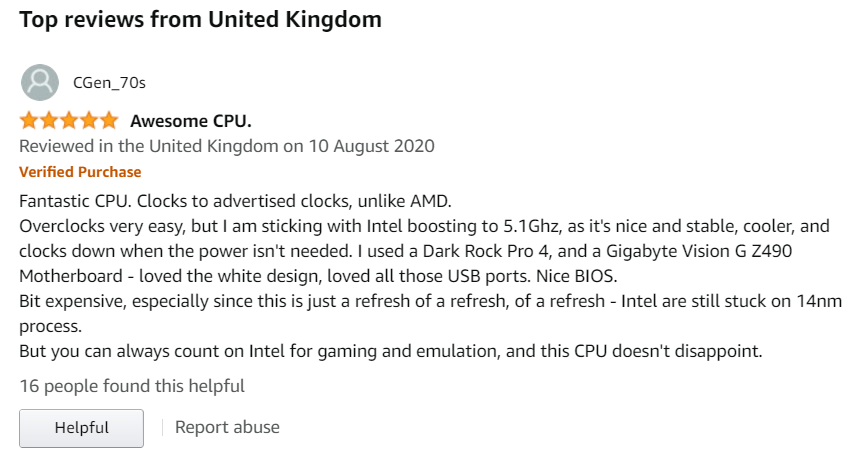 Top reviews from United Kingdom
CGen_70s
Awesome CPU.
Reviewed in the United Kingdom on 10 August 2020
Verified Purchase
Fantastic CPU. Clocks to advertised clocks, unlike AMD.
Overclocks very easy, but I am sticking with Intel boosting to 5.1Ghz, as it's nice and stable, cooler, and
clocks down when the power isn't needed. I used a Dark Rock Pro 4, and a Gigabyte Vision G Z490
Motherboard - loved the white design, loved all those USB ports. Nice BIOS.
Bit expensive, especially since this is just a refresh of a refresh, of a refresh - Intel are still stuck on 14nm
process.
But you can always count on Intel for gaming and emulation, and this CPU doesn't disappoint.
16 people found this helpful
Helpful Report abuse